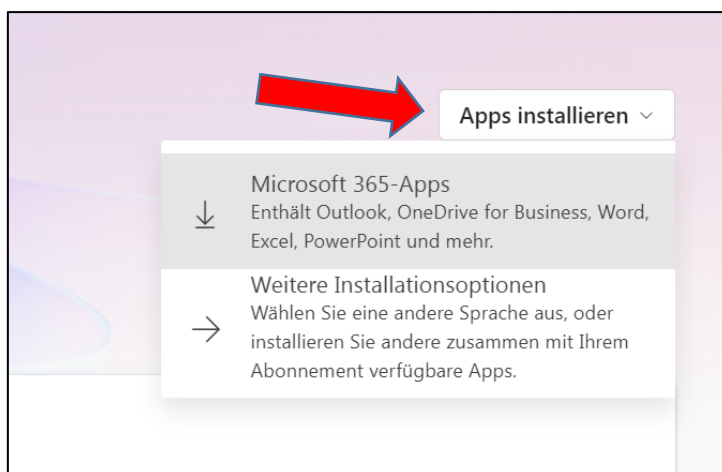 Apps installieren
Microsoft 365-Apps
Enthält Outlook, OneDrive for Business, Word,
Excel, PowerPoint und mehr.
Weitere Installationsoptionen
Wählen Sie eine andere Sprache aus, oder
installieren Sie andere zusammen mit Ihrem
Abonnement verfügbare Apps.